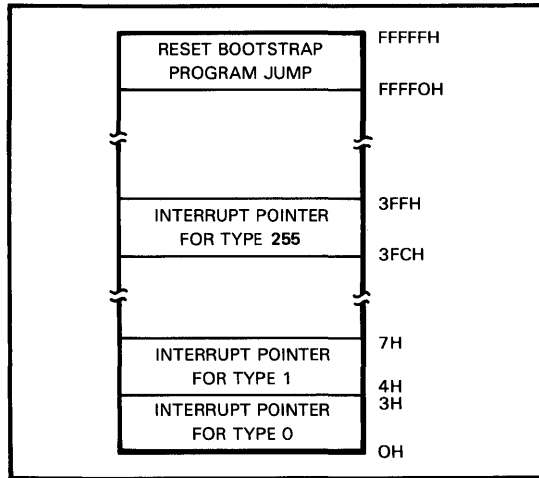 RESET BOOTSTRAP
PROGRAM JUMP
FFFFFH
FFFF0H
INTERRUPT POINTER
FOR TYPE 255
3FFH
3FCH
INTERRUPT POINTER
FOR TYPE 1
7H
4H
INTERRUPT POINTER
FOR TYPE 0
3H
0H